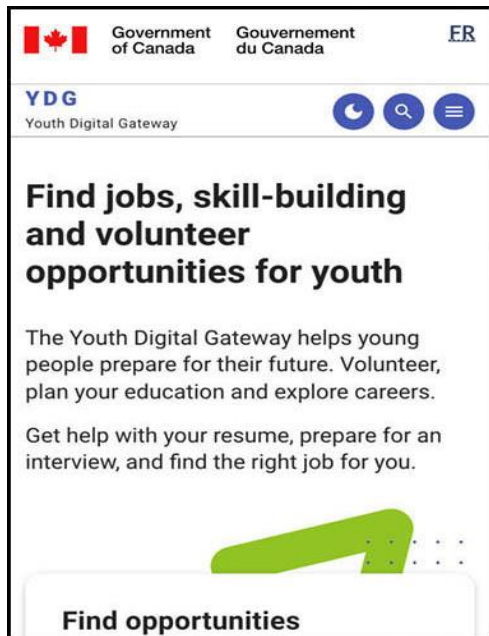 Government of Canada
Gouvernement du Canada
FR
YDG
Youth Digital Gateway
Find jobs, skill-building
and volunteer
opportunities for youth
The Youth Digital Gateway helps young
people prepare for their future. Volunteer,
plan your education and explore careers.
Get help with your resume, prepare for an
interview, and find the right job for you.
Find opportunities